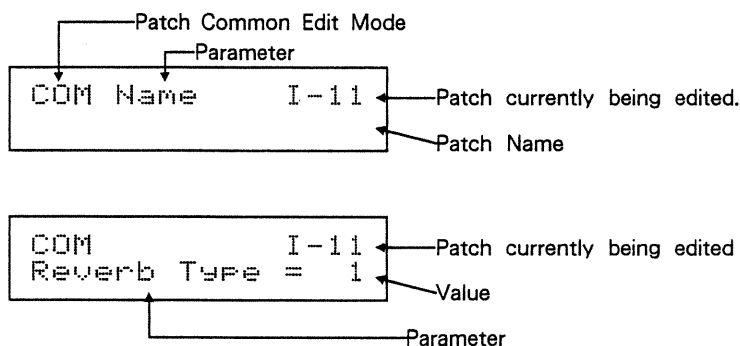 Patch Common Edit Mode
Parameter
COM Name I-11
Patch currently being edited.
Patch Name
COM I-11
Patch currently being edited
Reverb Type = 1
Value
Parameter